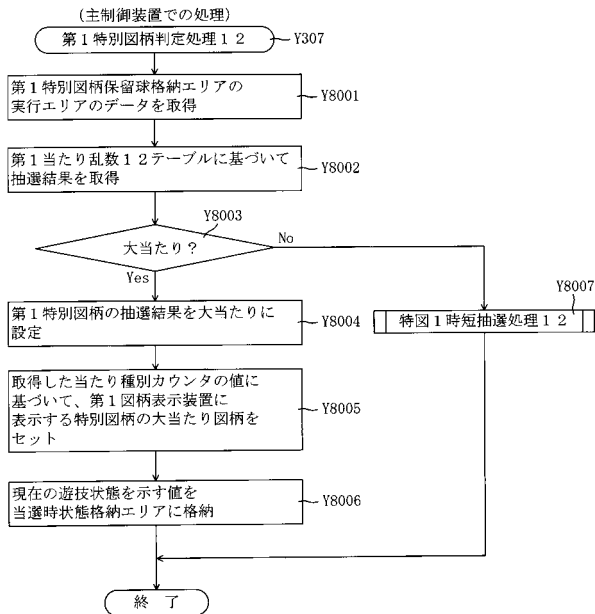 (主制御装置での処理)
第1特別図柄判定処理12
Y307
第1特別図柄保留球格納エリアの
実行エリアのデータを取得
Y8001
第1当たり乱数12テーブルに基づいて
抽選結果を取得
Y8002
Y8003
大当たり?
No
Yes
Y8007
第1特別図柄の抽選結果を大当たりに
設定
Y8004
特図1時短抽選処理12
取得した当たり種別カウンタの値に
基づいて、第1図柄表示装置に
表示する特別図柄の大当たり図柄を
セット
Y8005
現在の遊技状態を示す値を
当選時状態格納エリアに格納
Y8006
終 了